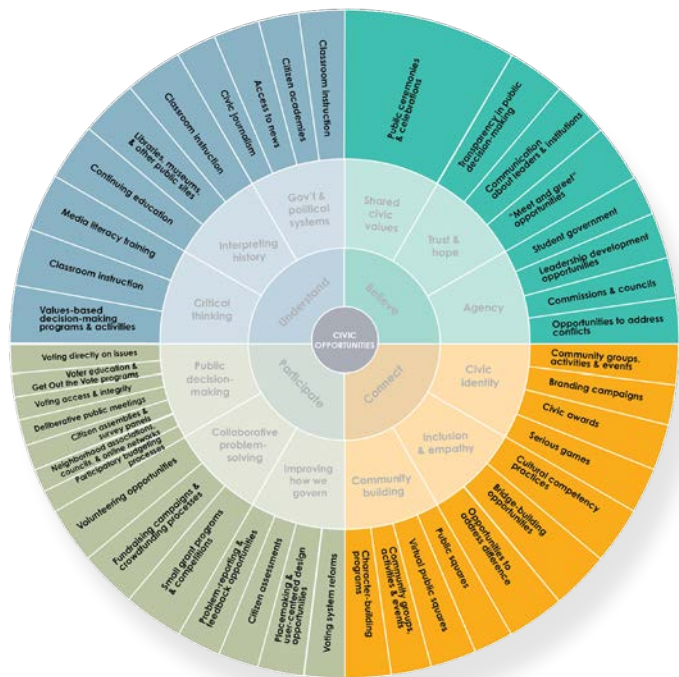 CIVIC
OPPORTUNITIES
Understand
Believe
Connect
Participate
Gov't &
political
systems
Interpreting
history
Critical
thinking
Shared
civic
values
Trust &
hope
Agency
Civic
identity
Inclusion
& empathy
Community
building
Improving
how we
govern
Collaborative
problem-
solving
Public
decision-
making
Public ceremonies
& celebrations
Transparency in public
decision-making
Communication
about leaders & institutions
"Meet and greet"
opportunities
Student government
Leadership development
opportunities
Commissions & councils
Opportunities to address
conflicts
Community groups,
activities & events
Branding campaigns
Civic awards
Serious games
Cultural competency
practices
Bridge-building
opportunities
Opportunities to
address difference
Public squares
Virtual public squares
Community groups,
activities & events
Character-building
programs
Voting system reforms
Placemaking &
user-centered design
opportunities
Citizen assessments
Problem-reporting &
feedback opportunities
Small grant programs
& competitions
Fundraising campaigns &
crowdfunding processes
Volunteering opportunities
Participatory budgeting
processes
Neighborhood associations,
councils, & online networks
Citizen assemblies &
survey panels
Deliberative public meetings
Voting access & integrity
Voter education &
Get Out the Vote programs
Voting directly on issues
Values-based
decision-making
programs & activities
Classroom instruction
Media literacy training
Continuing education
Libraries, museums,
& other public sites
Classroom instruction
Civic journalism
Access to news
Citizen academies
Classroom instruction